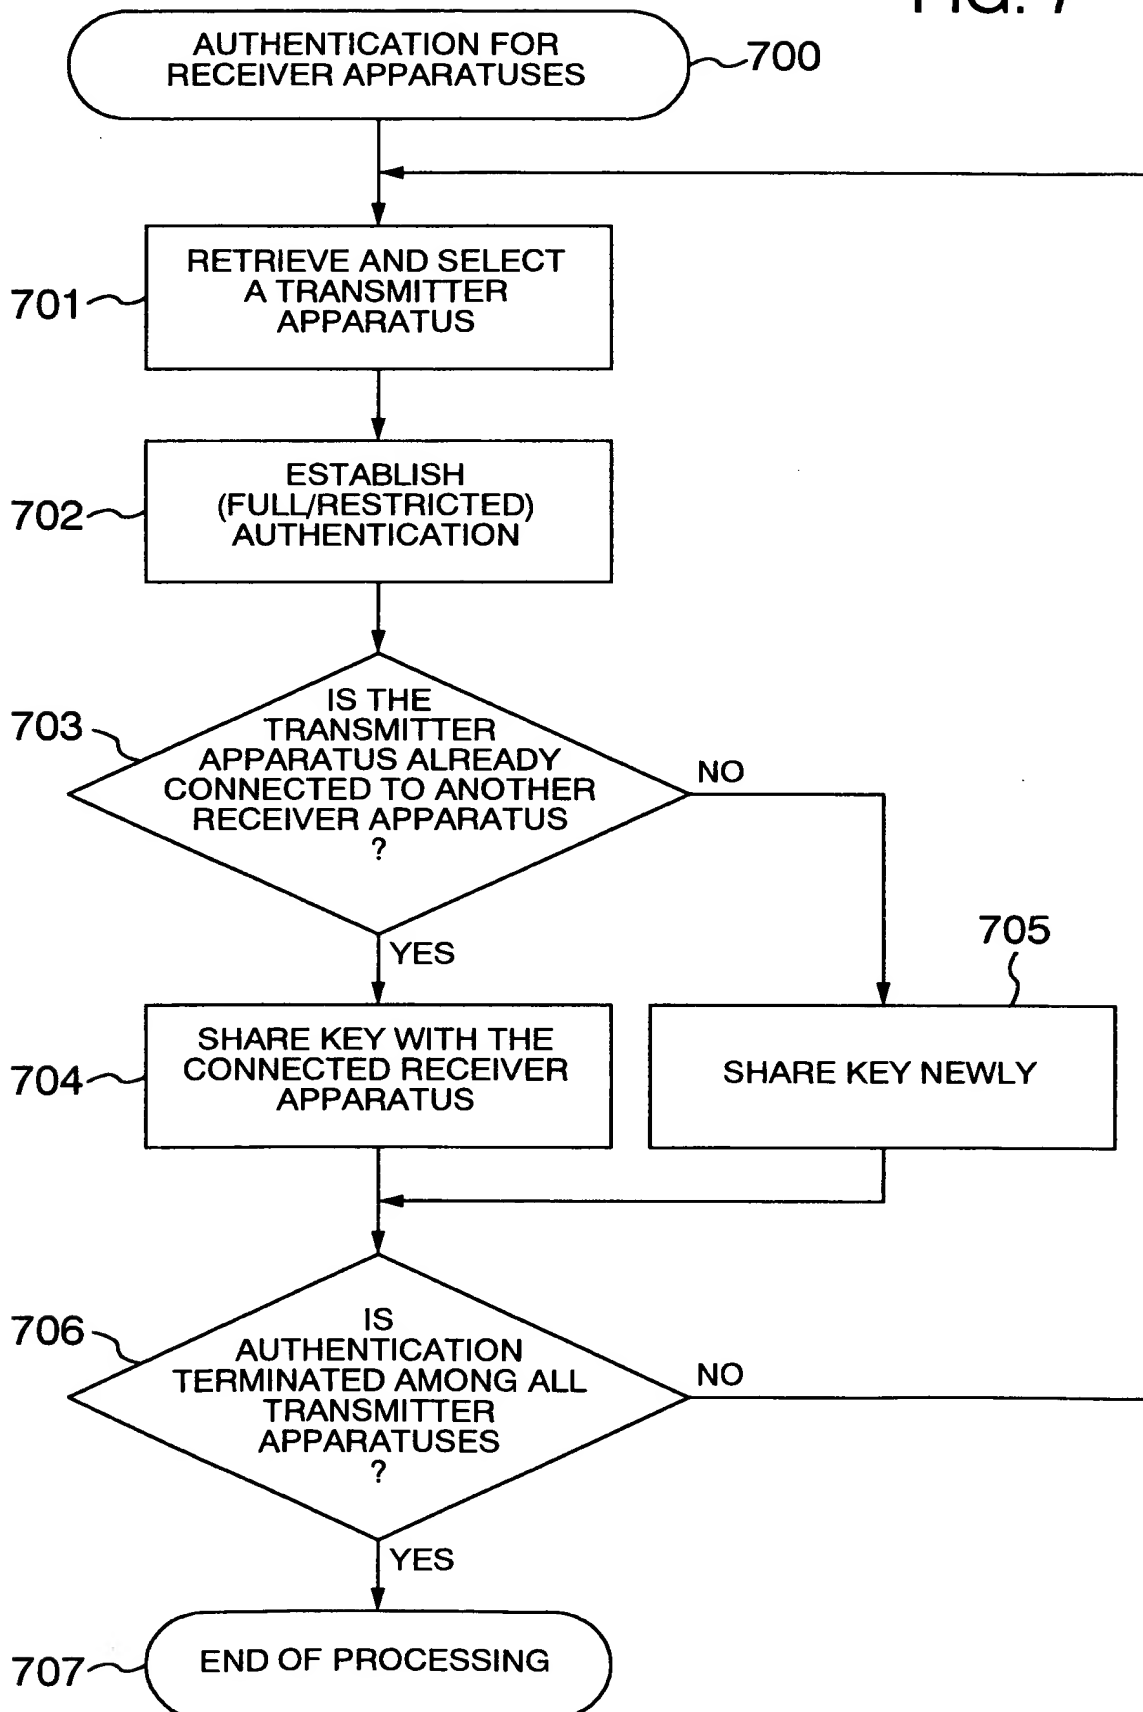 FIG. 7
AUTHENTICATION FOR
RECEIVER APPARATUSES
700
RETRIEVE AND SELECT
A TRANSMITTER
APPARATUS
701
ESTABLISH
(FULL/RESTRICTED)
AUTHENTICATION
702
IS THE
TRANSMITTER
APPARATUS ALREADY
CONNECTED TO ANOTHER
RECEIVER APPARATUS
?
703
NO
YES
705
SHARE KEY WITH THE
CONNECTED RECEIVER
APPARATUS
704
SHARE KEY NEWLY
IS
AUTHENTICATION
TERMINATED AMONG ALL
TRANSMITTER
APPARATUSES
?
706
NO
YES
END OF PROCESSING
707